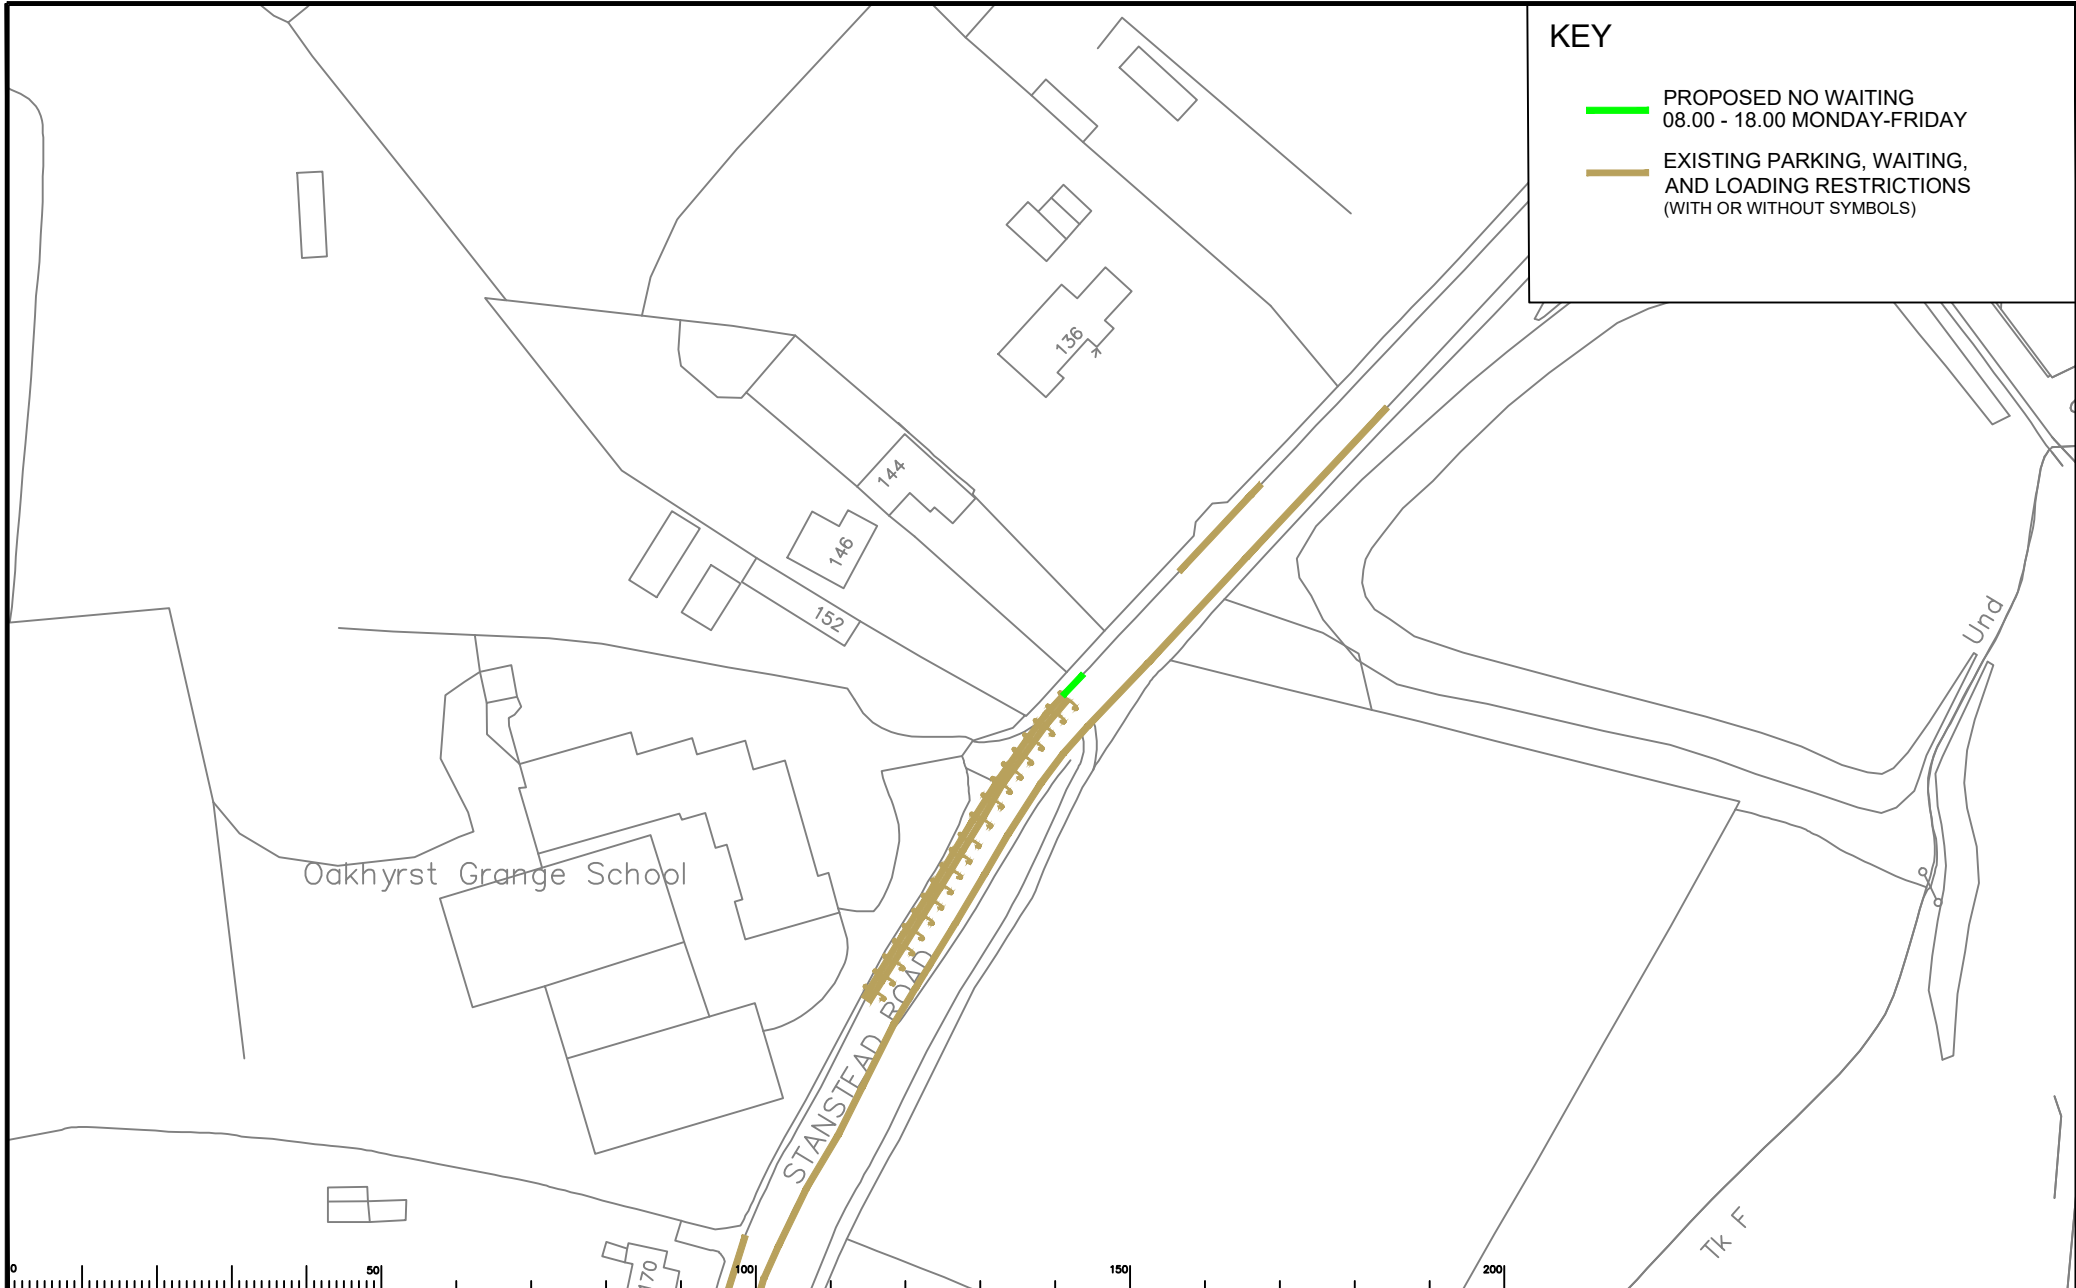 KEY
PROPOSED NO WAITING
08.00 - 18.00 MONDAY-FRIDAY
EXISTING PARKING, WAITING,
AND LOADING RESTRICTIONS
(WITH OR WITHOUT SYMBOLS)
136
144
146
152
Und
Oakhyrst Grange School
STANSTEAD ROAD
Tk F
170
0
50
100
150
200